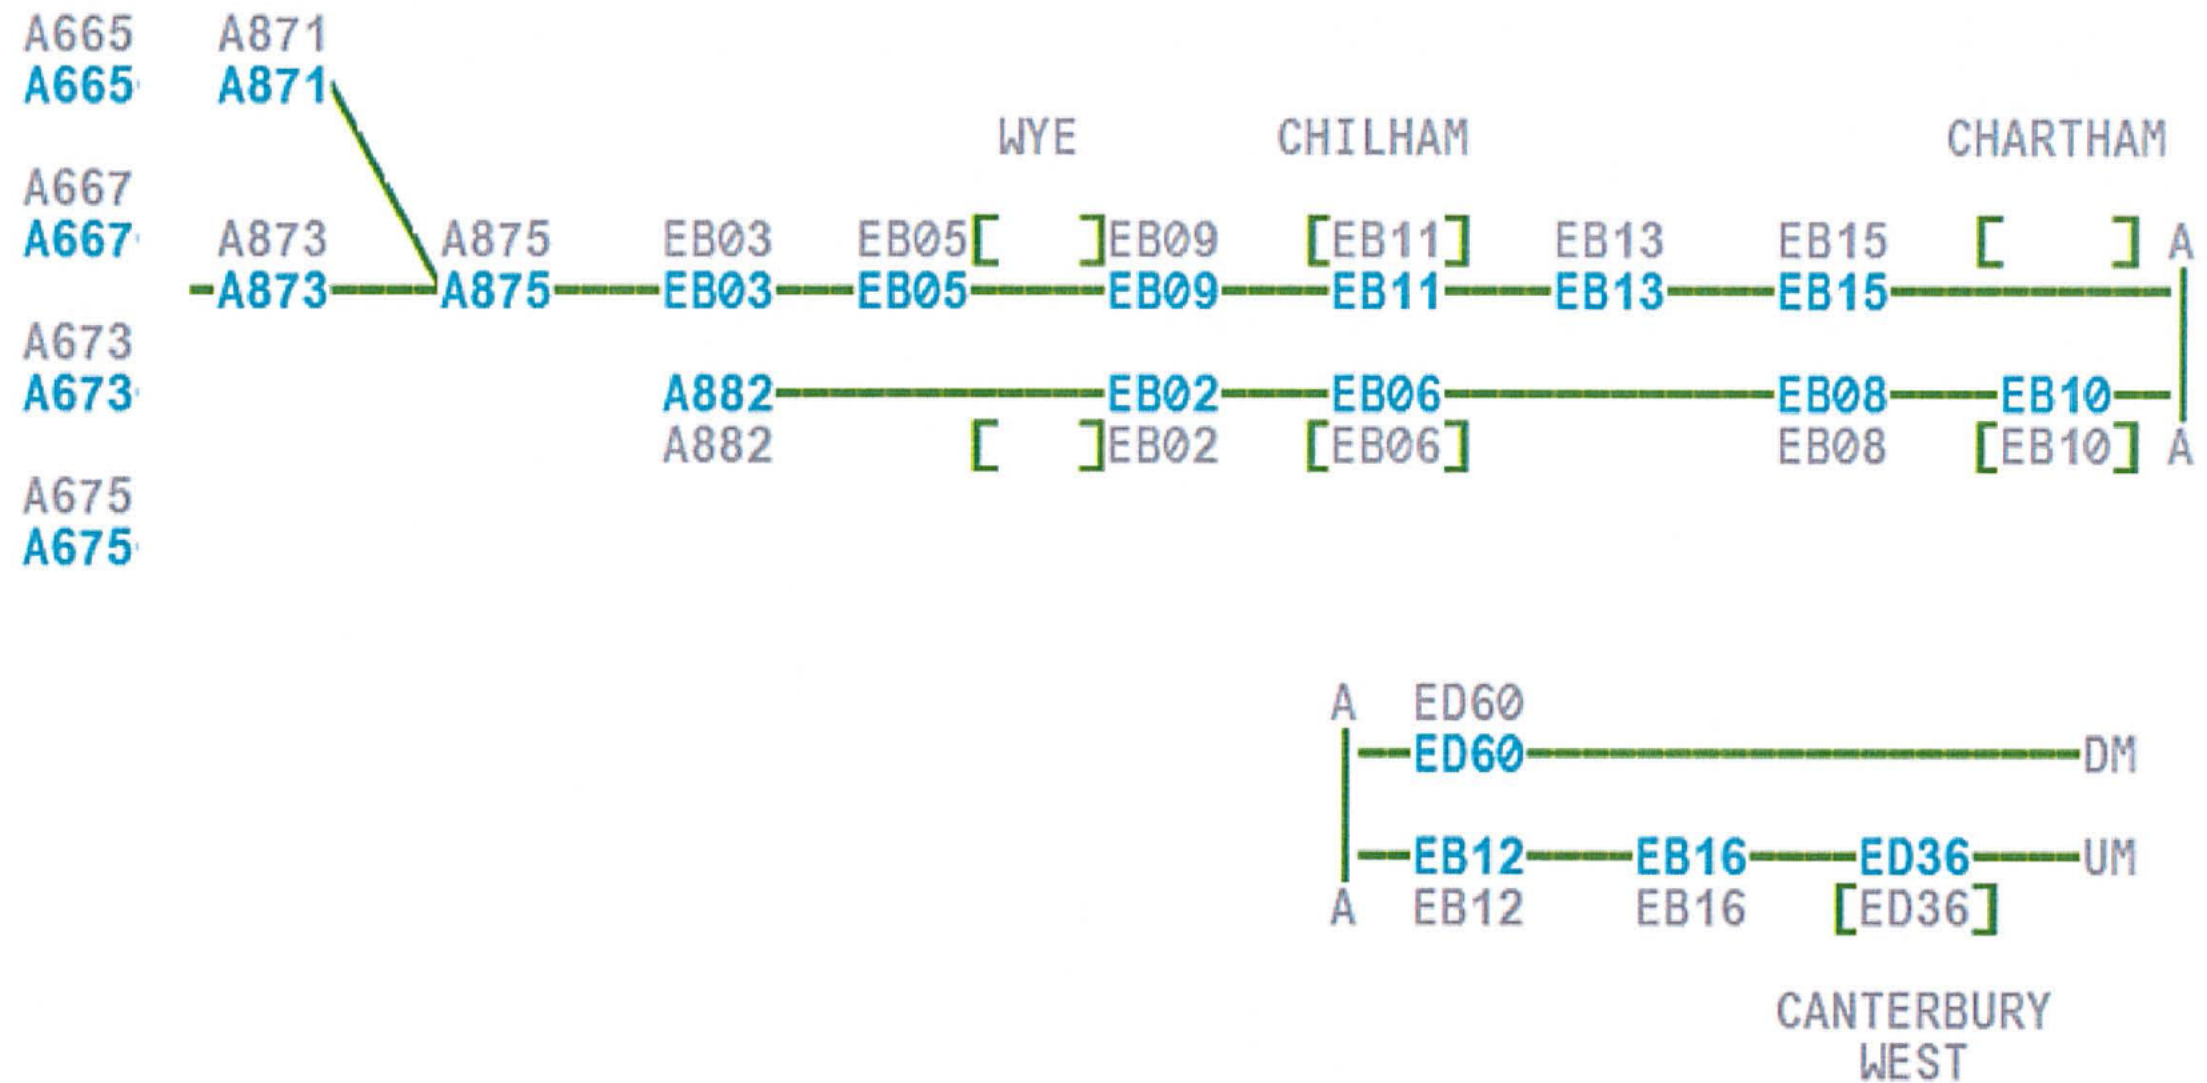 A665 A871
A665 A871
WYE CHILHAM CHARTHAM
A667
A667 A873 A875 EB03 EB05[ ]EB09 [EB11] EB13 EB15 [ ] A
A873 A875 EB03 EB05 EB09 EB11 EB13 EB15
A673
A673 A882 EB02 EB06 EB08 EB10
A882 [ ]EB02 [EB06] EB08 [EB10] A
A675
A675
A ED60
ED60 DM
EB12 EB16 ED36 UM
A EB12 EB16 [ED36]
CANTERBURY
WEST